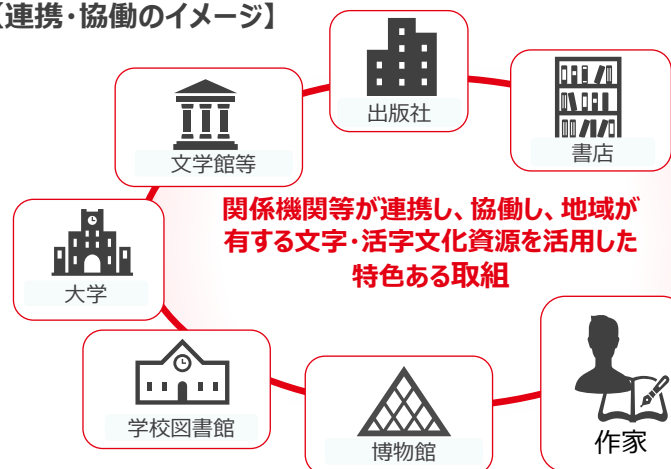 【連携・協働のイメージ】
出版社
書店
文学館等
関係機関等が連携し、協働し、地域が
有する文字・活字文化資源を活用した
特色ある取組
大学
学校図書館
博物館
作家